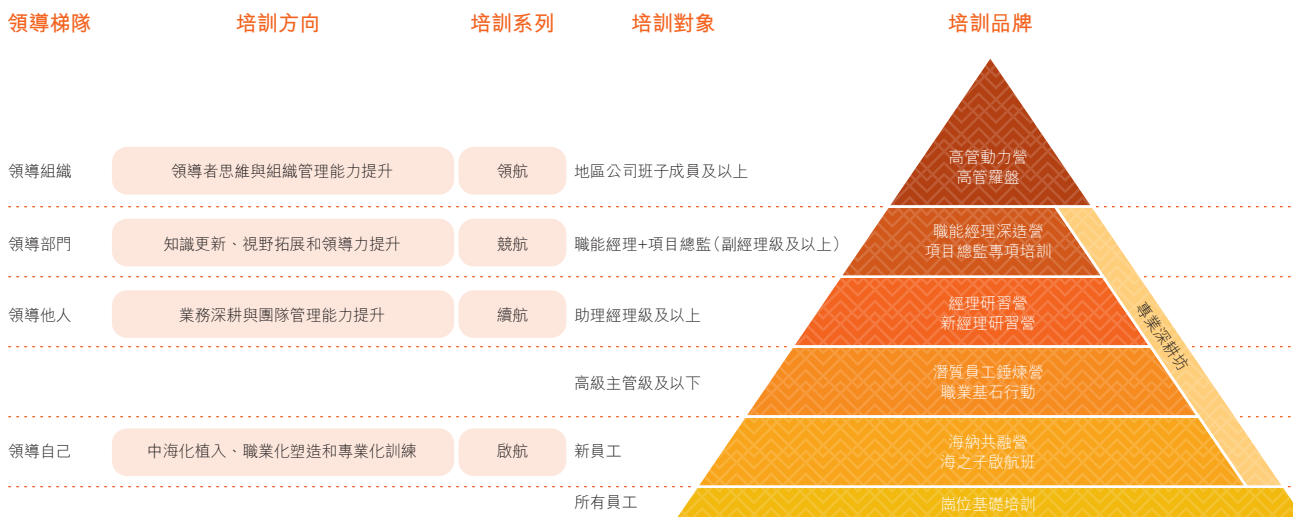 領導梯隊 培訓方向 培訓系列 培訓對象 培訓品牌
領導組織 領導者思維與組織管理能力提升 領航 地區公司班子成員及以上
高管動力營
高管羅盤
領導部門 知識更新、視野拓展和領導力提升 競航 職能經理+項目總監(副經理級及以上)
職能經理深造營
項目總監專項培訓
領導他人 業務深耕與團隊管理能力提升 續航 助理經理級及以上
經理研習營
新經理研習營
專業深耕坊
高級主管級及以下
潛質員工錘煉營
職業基石行動
領導自己 中海化植入、職業化塑造和專業化訓練 啟航 新員工
海納共融營
海之子啟航班
所有員工 崗位基礎培訓